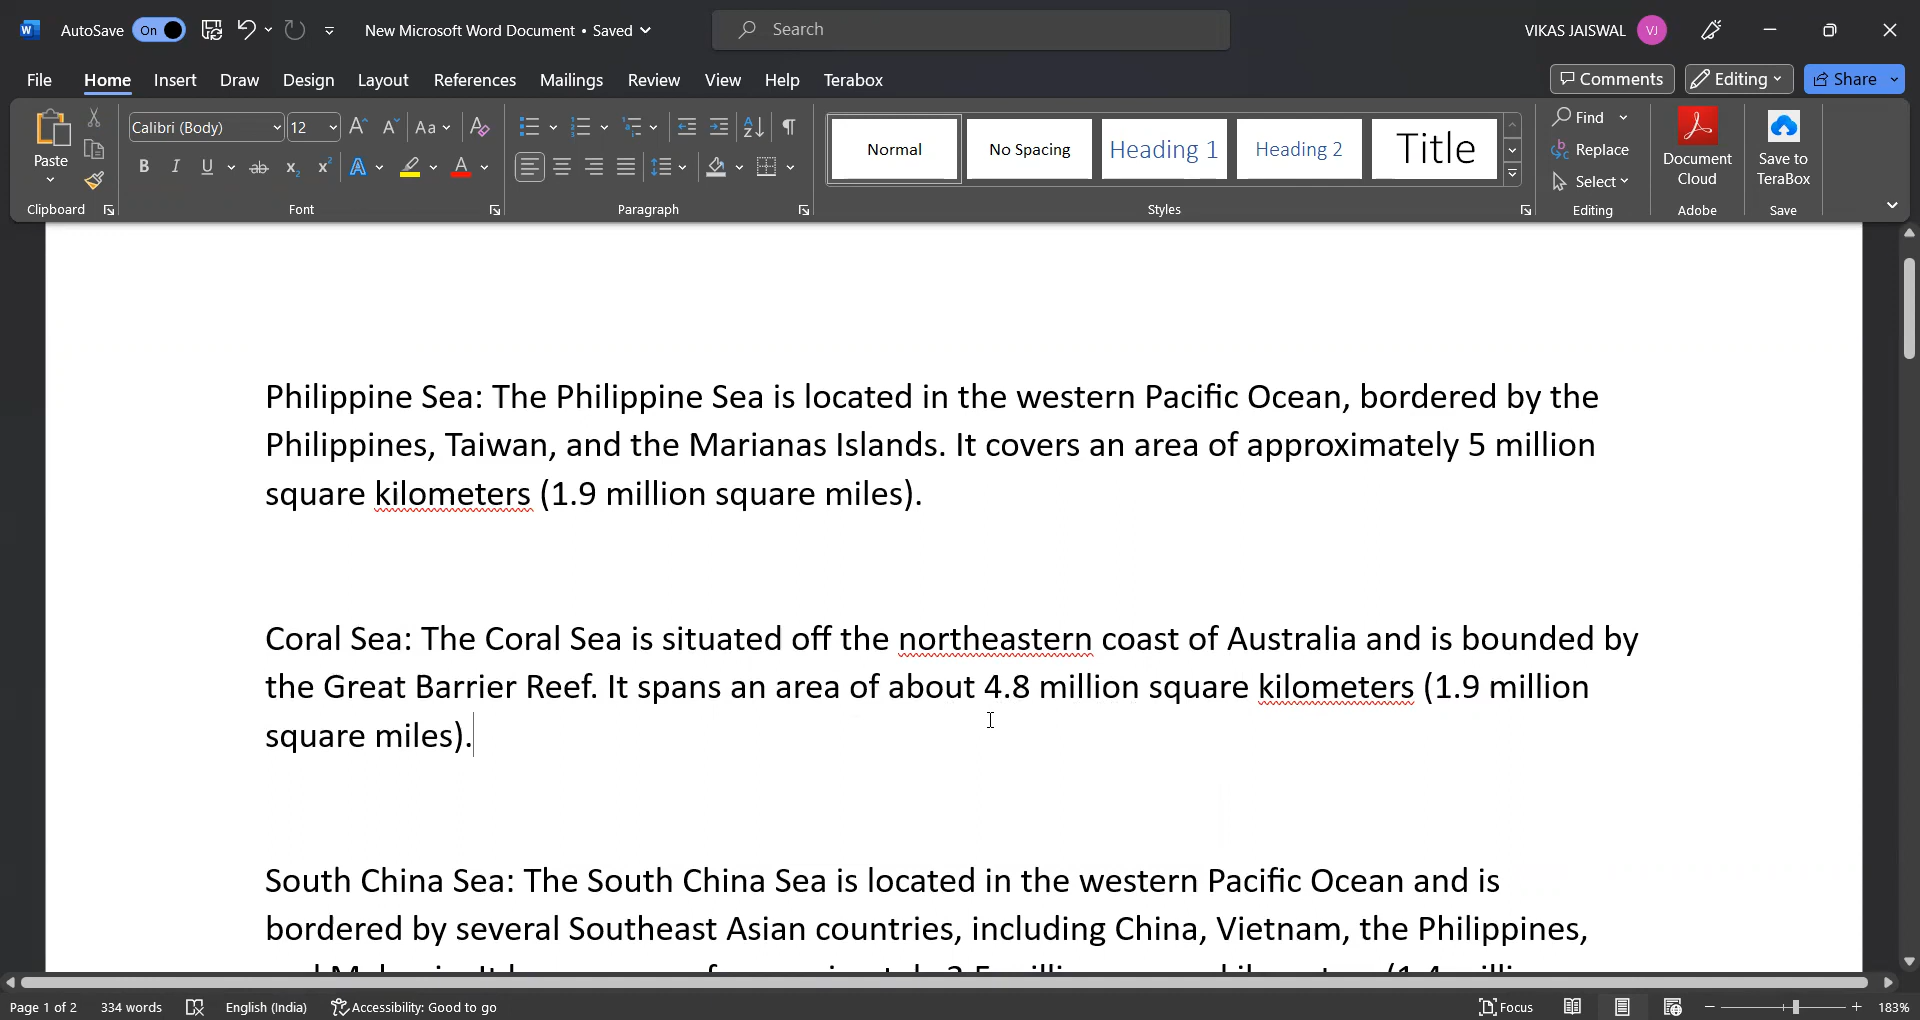 AutoSave On New Microsoft Word Document • Saved Search VIKAS JAISWAL VJ
File Home Insert Draw Design Layout References Mailings Review View Help Terabox Comments Editing Share
Paste
Calibri (Body) 12 Aa
B I U ab x₂ x² A A
Normal
No Spacing
Heading 1
Heading 2
Title
Find
Replace
Select
Document
Cloud
Save to
TeraBox
Clipboard Font Paragraph Styles Editing Adobe Save
Philippine Sea: The Philippine Sea is located in the western Pacific Ocean, bordered by the
Philippines, Taiwan, and the Marianas Islands. It covers an area of approximately 5 million
square kilometers (1.9 million square miles).
Coral Sea: The Coral Sea is situated off the northeastern coast of Australia and is bounded by
the Great Barrier Reef. It spans an area of about 4.8 million square kilometers (1.9 million
square miles).
South China Sea: The South China Sea is located in the western Pacific Ocean and is
bordered by several Southeast Asian countries, including China, Vietnam, the Philippines,
Page 1 of 2 334 words English (India) Accessibility: Good to go Focus 183%